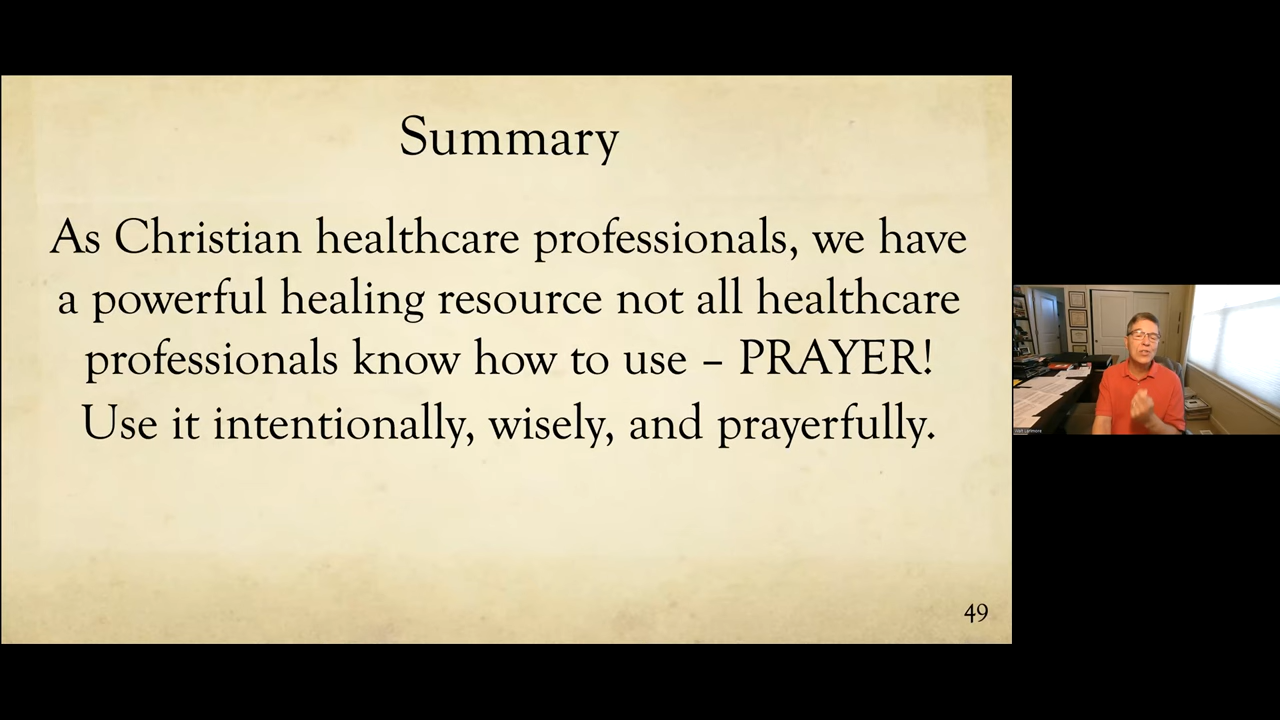 Summary
As Christian healthcare professionals, we have
a powerful healing resource not all healthcare
professionals know how to use – PRAYER!
Use it intentionally, wisely, and prayerfully.
49